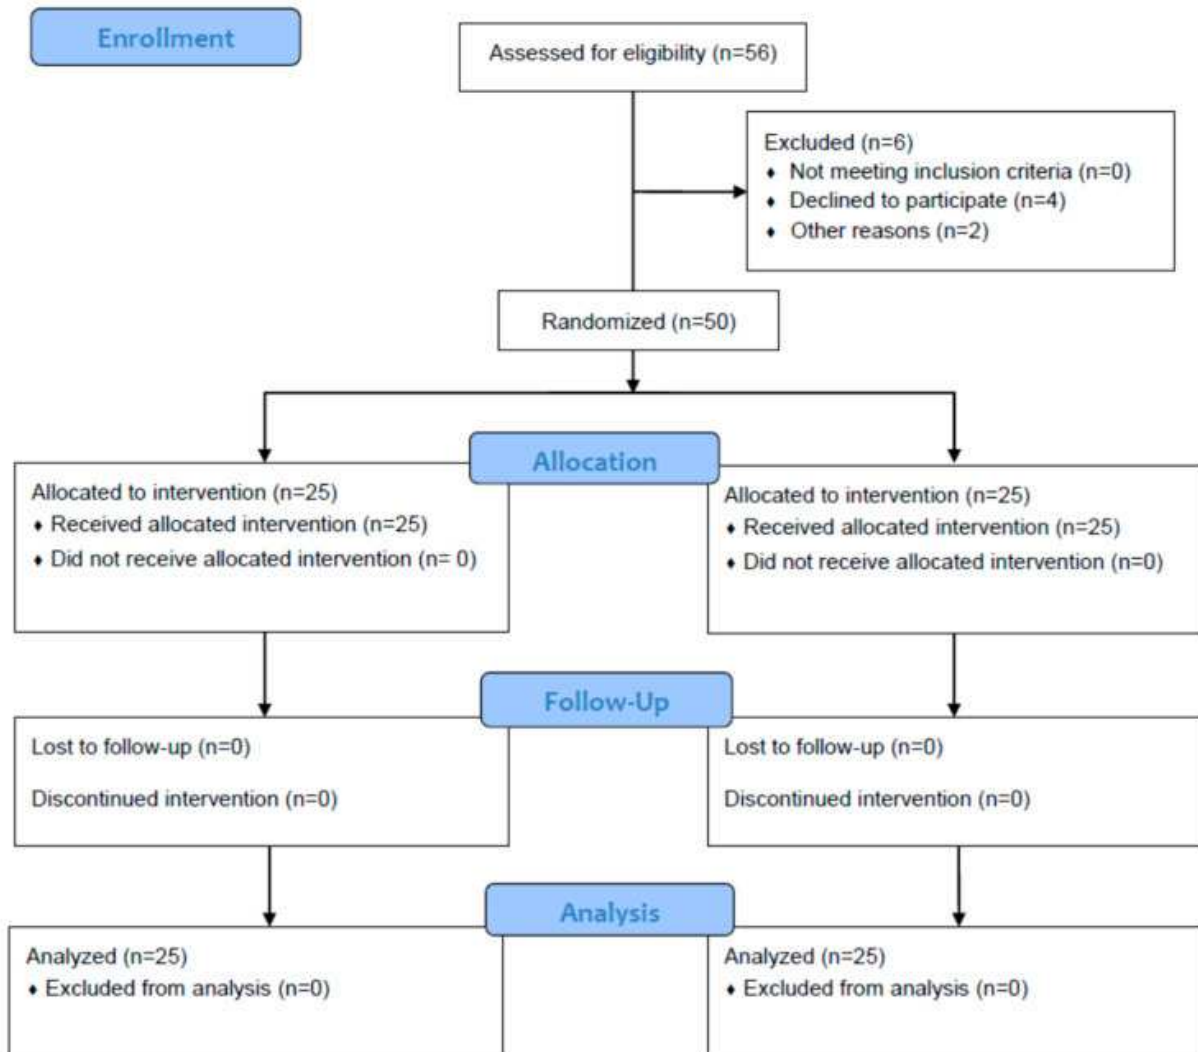 Enrollment
Assessed for eligibility (n=56)
Excluded (n=6)
♦ Not meeting inclusion criteria (n=0)
♦ Declined to participate (n=4)
♦ Other reasons (n=2)
Randomized (n=50)
Allocation
Allocated to intervention (n=25)
♦ Received allocated intervention (n=25)
♦ Did not receive allocated intervention (n= 0)
Allocated to intervention (n=25)
♦ Received allocated intervention (n=25)
♦ Did not receive allocated intervention (n=0)
Follow-Up
Lost to follow-up (n=0)
Discontinued intervention (n=0)
Lost to follow-up (n=0)
Discontinued intervention (n=0)
Analysis
Analyzed (n=25)
♦ Excluded from analysis (n=0)
Analyzed (n=25)
♦ Excluded from analysis (n=0)